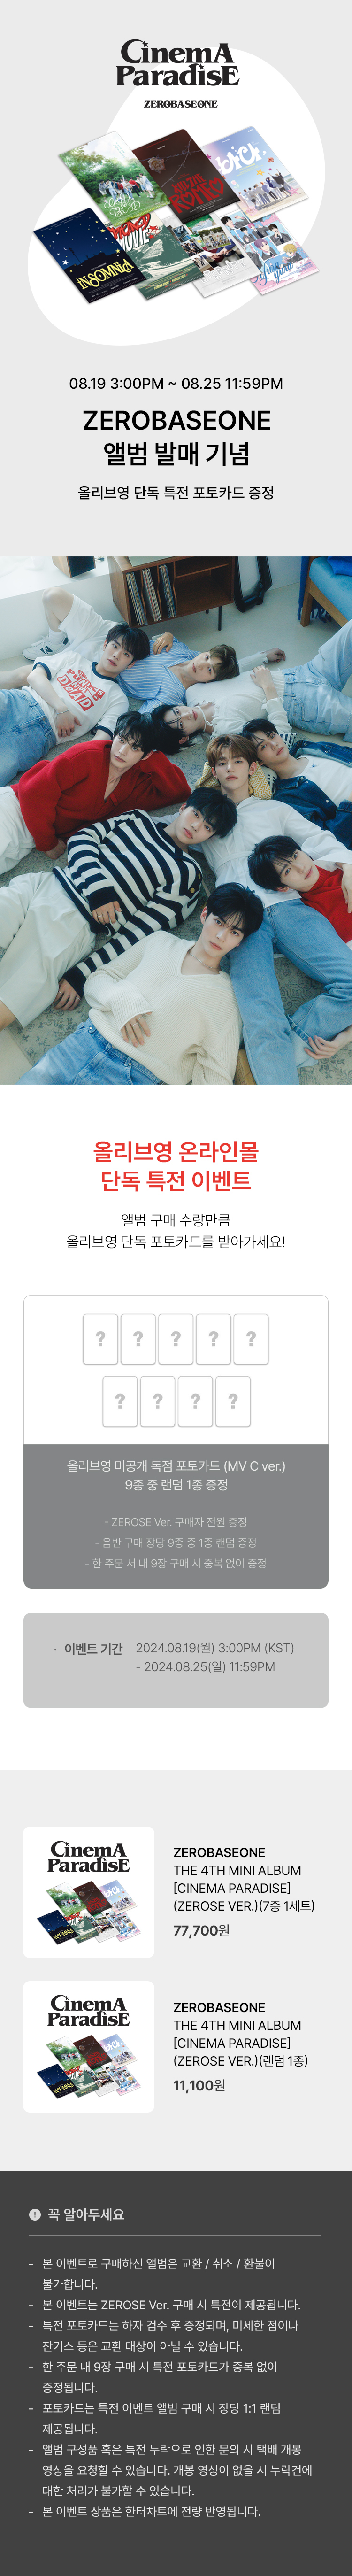 CinemA
ParadisE
ZEROBASEONE
08.19 3:00PM ~ 08.25 11:59PM
ZEROBASEONE
앨범 발매 기념
올리브영 단독 특전 포토카드 증정
올리브영 온라인몰
단독 특전 이벤트
앨범 구매 수량만큼
올리브영 단독 포토카드를 받아가세요!
? ? ? ? ?
? ? ? ?
올리브영 미공개 독점 포토카드 (MV C ver.)
9종 중 랜덤 1종 증정
- ZEROSE Ver. 구매자 전원 증정
- 음반 구매 장당 9종 중 1종 랜덤 증정
- 한 주문 서 내 9장 구매 시 중복 없이 증정
· 이벤트 기간 2024.08.19(월) 3:00PM (KST)
- 2024.08.25(일) 11:59PM
CinemA
ParadisE
ZEROBASEONE
THE 4TH MINI ALBUM
[CINEMA PARADISE]
(ZEROSE VER.)(7종 1세트)
77,700원
CinemA
ParadisE
ZEROBASEONE
THE 4TH MINI ALBUM
[CINEMA PARADISE]
(ZEROSE VER.)(랜덤 1종)
11,100원
! 꼭 알아두세요
- 본 이벤트로 구매하신 앨범은 교환 / 취소 / 환불이
불가합니다.
- 본 이벤트는 ZEROSE Ver. 구매 시 특전이 제공됩니다.
- 특전 포토카드는 하자 검수 후 증정되며, 미세한 점이나
잔기스 등은 교환 대상이 아닐 수 있습니다.
- 한 주문 내 9장 구매 시 특전 포토카드가 중복 없이
증정됩니다.
- 포토카드는 특전 이벤트 앨범 구매 시 장당 1:1 랜덤
제공됩니다.
- 앨범 구성품 혹은 특전 누락으로 인한 문의 시 택배 개봉
영상을 요청할 수 있습니다. 개봉 영상이 없을 시 누락건에
대한 처리가 불가할 수 있습니다.
- 본 이벤트 상품은 한터차트에 전량 반영됩니다.